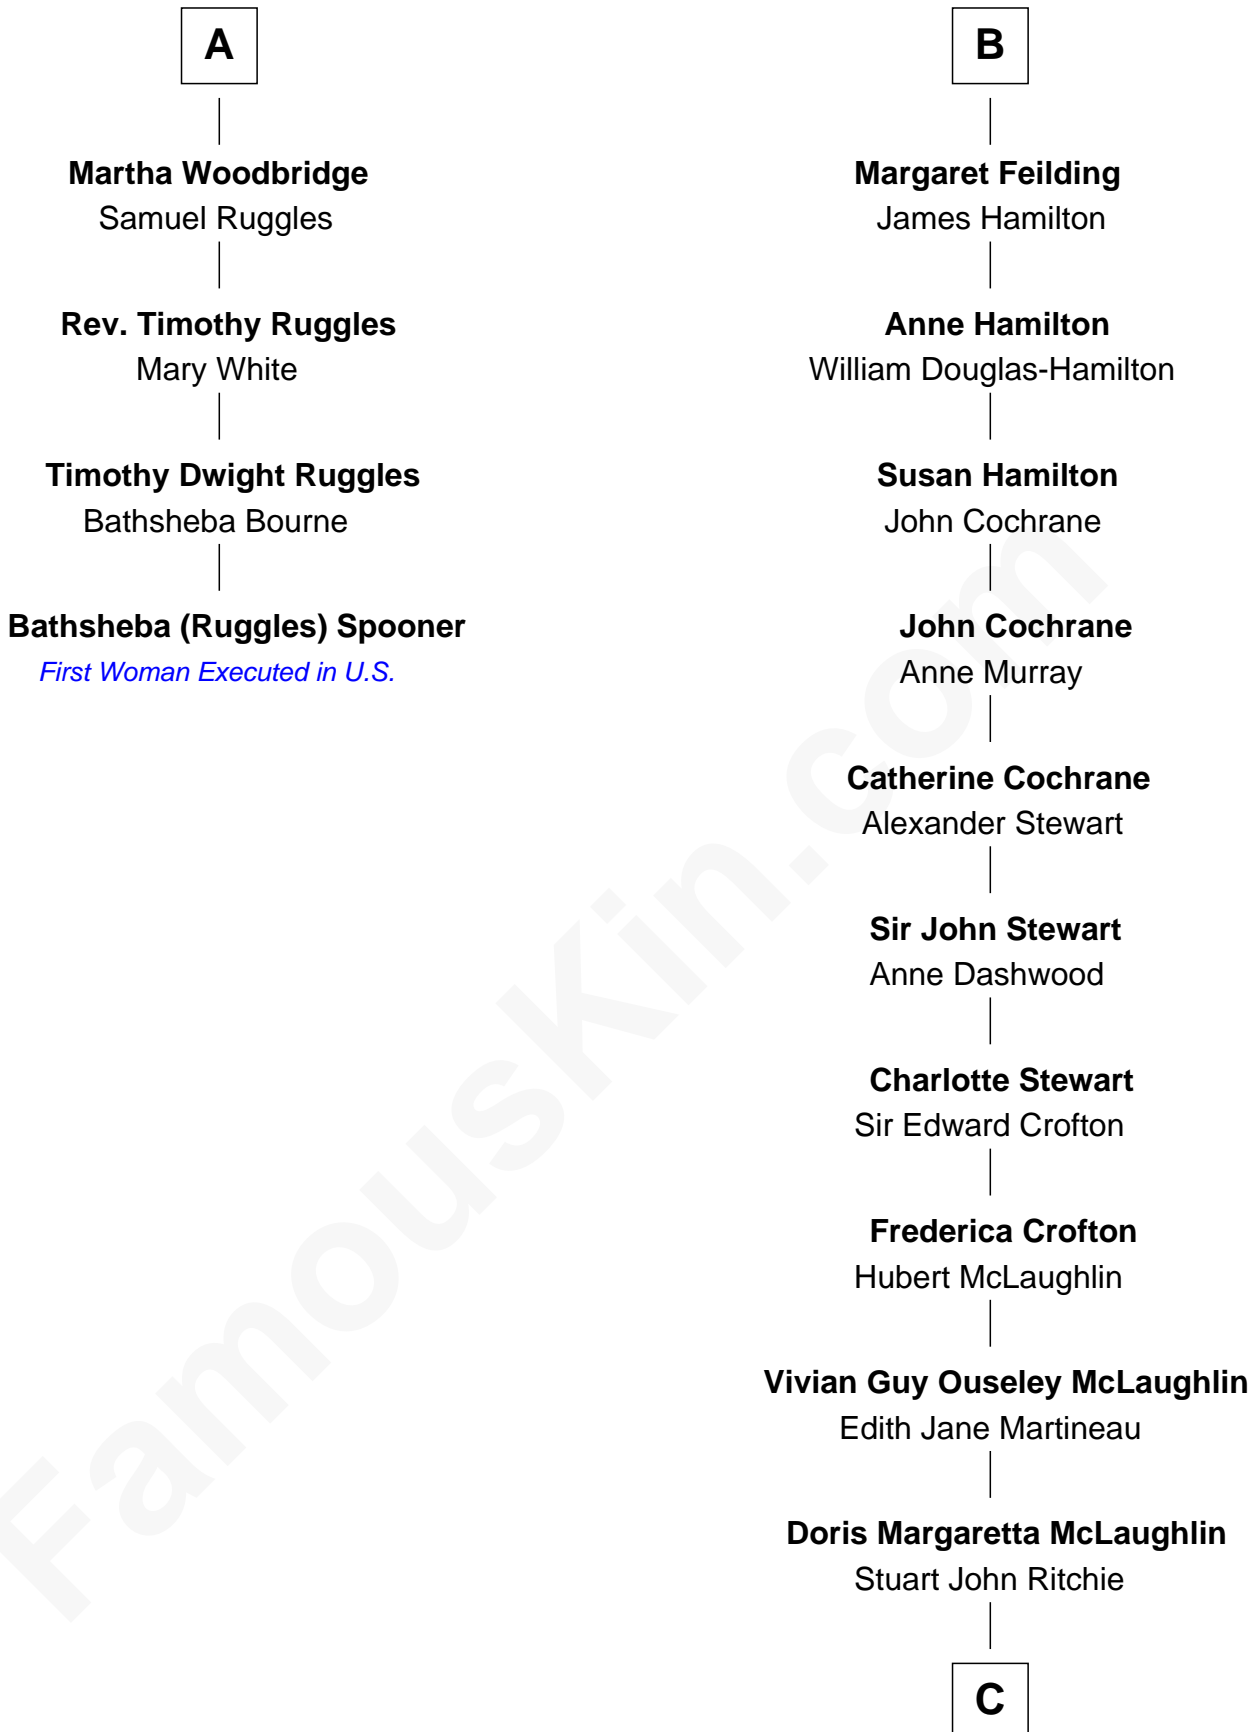 A
Martha Woodbridge
Samuel Ruggles
Rev. Timothy Ruggles
Mary White
Timothy Dwight Ruggles
Bathsheba Bourne
Bathsheba (Ruggles) Spooner
First Woman Executed in U.S.
B
Margaret Feilding
James Hamilton
Anne Hamilton
William Douglas-Hamilton
Susan Hamilton
John Cochrane
John Cochrane
Anne Murray
Catherine Cochrane
Alexander Stewart
Sir John Stewart
Anne Dashwood
Charlotte Stewart
Sir Edward Crofton
Frederica Crofton
Hubert McLaughlin
Vivian Guy Ouseley McLaughlin
Edith Jane Martineau
Doris Margaretta McLaughlin
Stuart John Ritchie
C
FamousKin.com